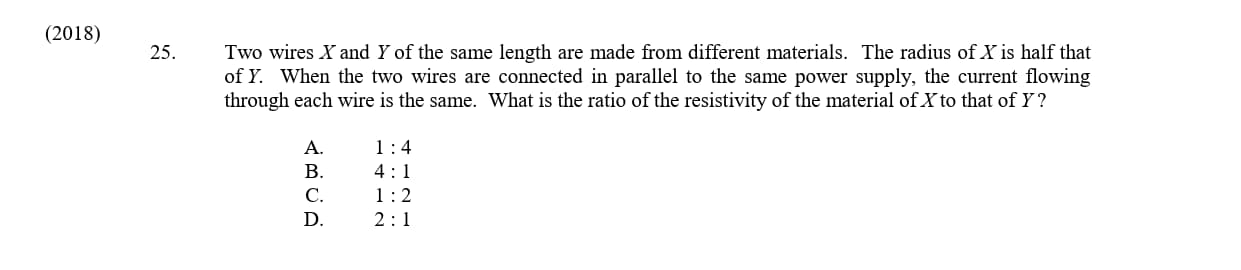 (2018)
25. Two wires X and Y of the same length are made from different materials. The radius of X is half that
of Y. When the two wires are connected in parallel to the same power supply, the current flowing
through each wire is the same. What is the ratio of the resistivity of the material of X to that of Y?
A. 1 : 4
B. 4 : 1
C. 1 : 2
D. 2 : 1